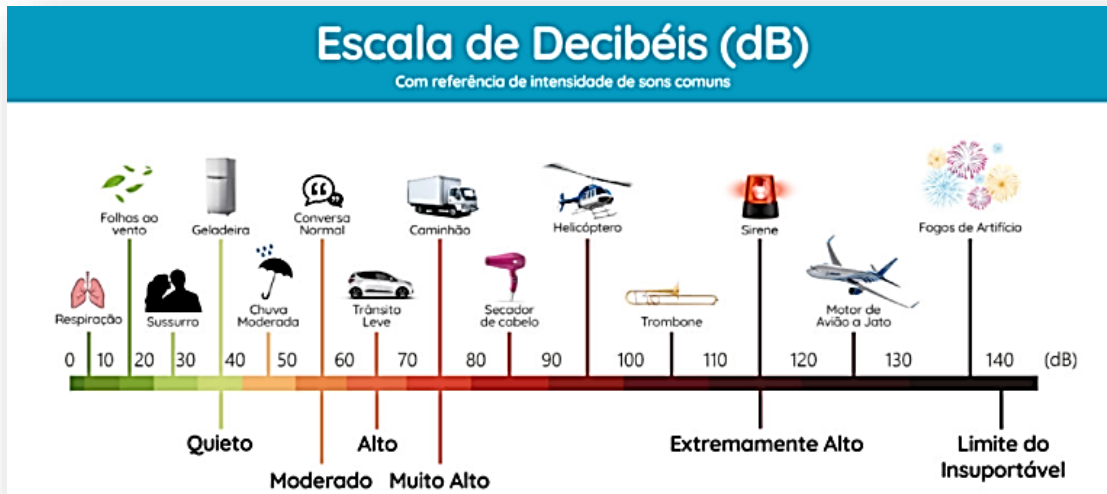 Escala de Decibéis (dB)
Com referência de intensidade de sons comuns
Folhas ao
vento
Geladeira
Conversa
Normal
Caminhão
Helicóptero
Sirene
Fogos de Artifício
Respiração
Sussurro
Chuva
Moderada
Trânsito
Leve
Secador
de cabelo
Trombone
Motor de
Avião a Jato
0 10 20 30 40 50 60 70 80 90 100 110 120 130 140 (dB)
Quieto
Alto
Extremamente Alto
Limite do
Insuportável
Moderado
Muito Alto